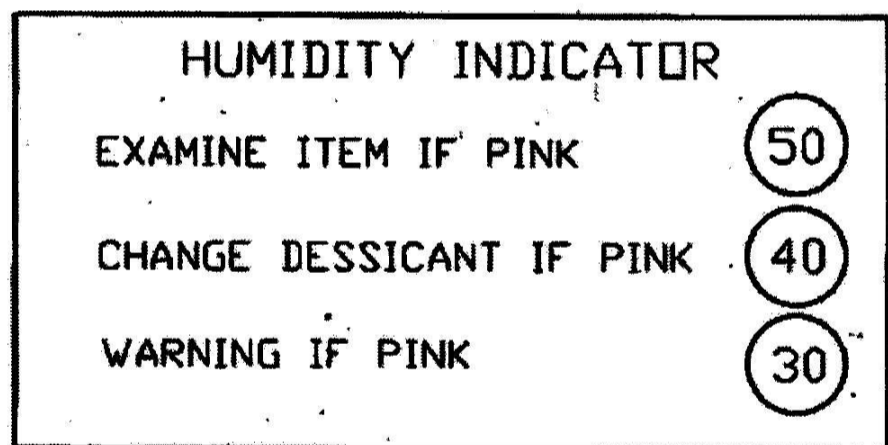 HUMIDITY INDICATOR
EXAMINE ITEM IF PINK 50
CHANGE DESSICANT IF PINK 40
WARNING IF PINK 30